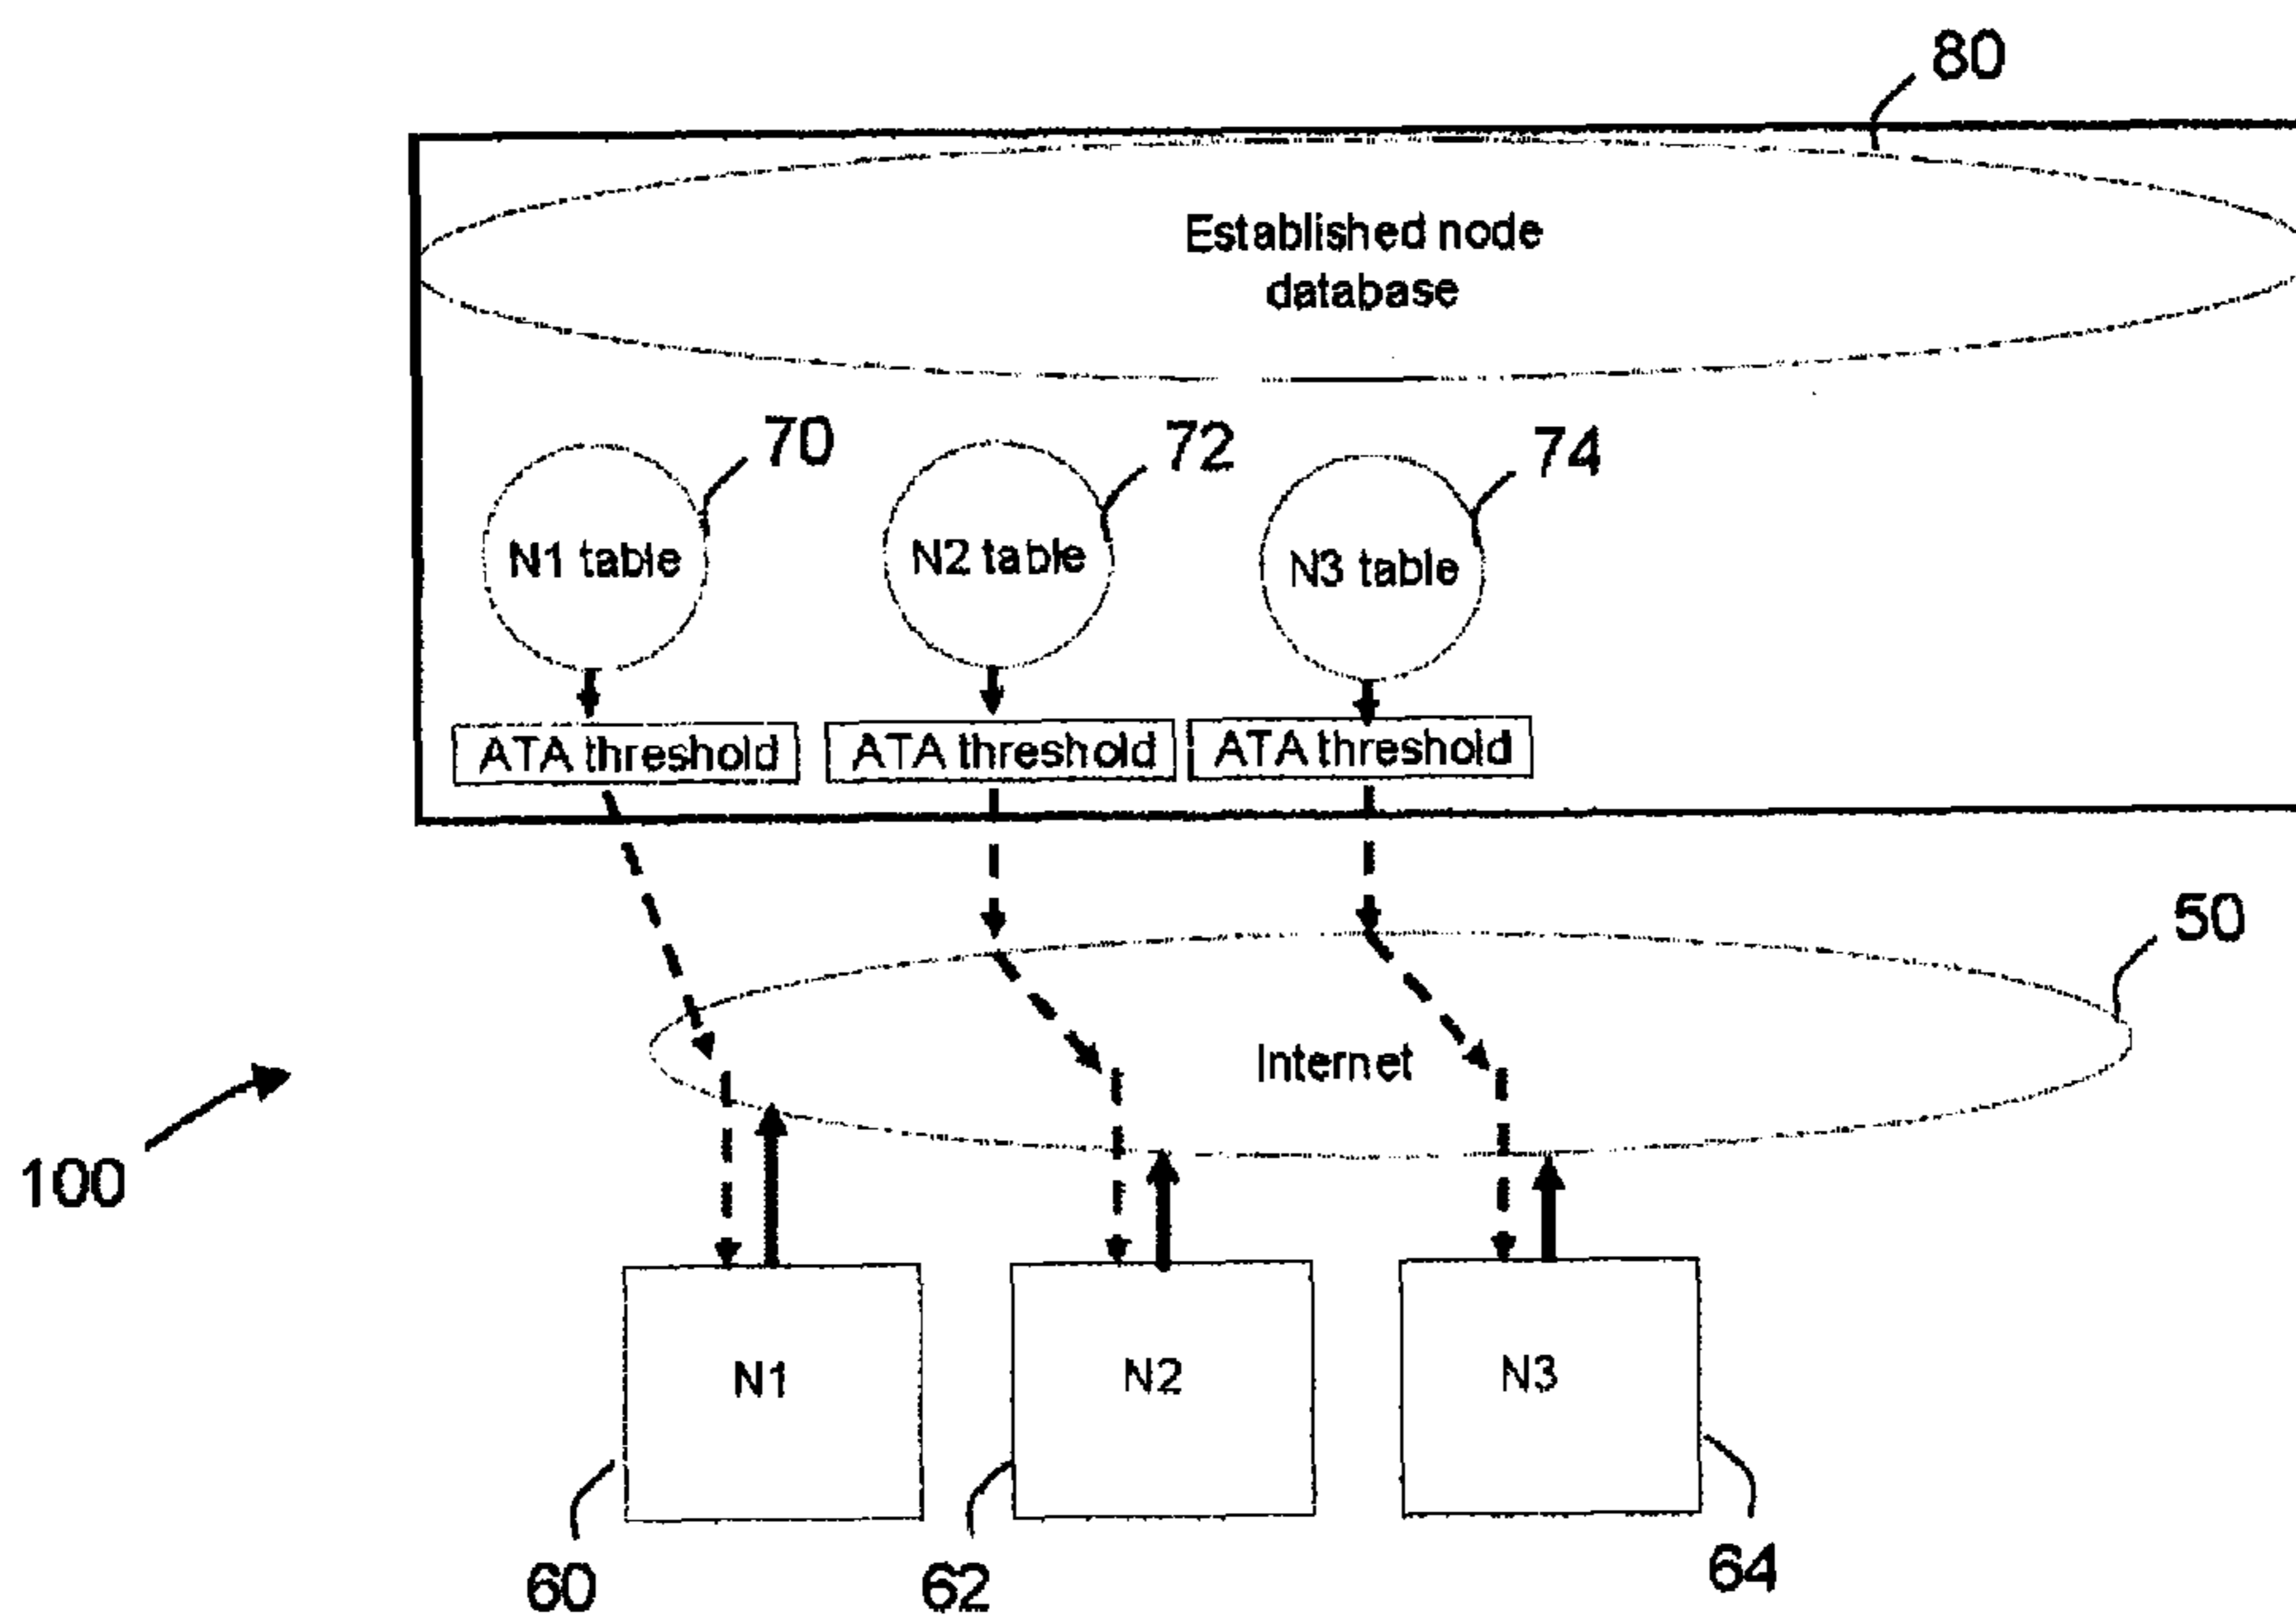 80
Established node
database
70
72
74
N1 table
N2 table
N3 table
ATA threshold
ATA threshold
ATA threshold
50
Internet
100
N1
N2
N3
60
62
64